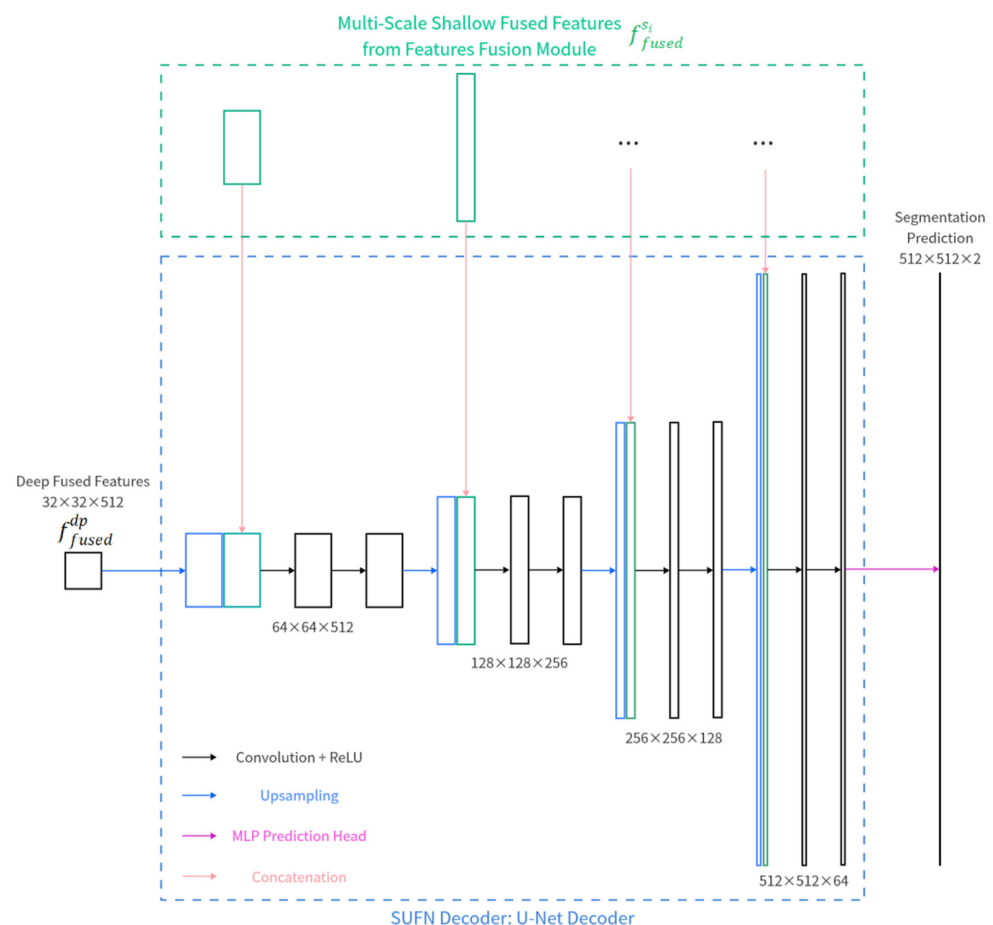 Multi-Scale Shallow Fused Features
from Features Fusion Module
f^{s_i}_{fused}
...
...
Segmentation
Prediction
512×512×2
Deep Fused Features
32×32×512
f^{dp}_{fused}
64×64×512
128×128×256
256×256×128
512×512×64
Convolution + ReLU
Upsampling
MLP Prediction Head
Concatenation
SUFN Decoder: U-Net Decoder